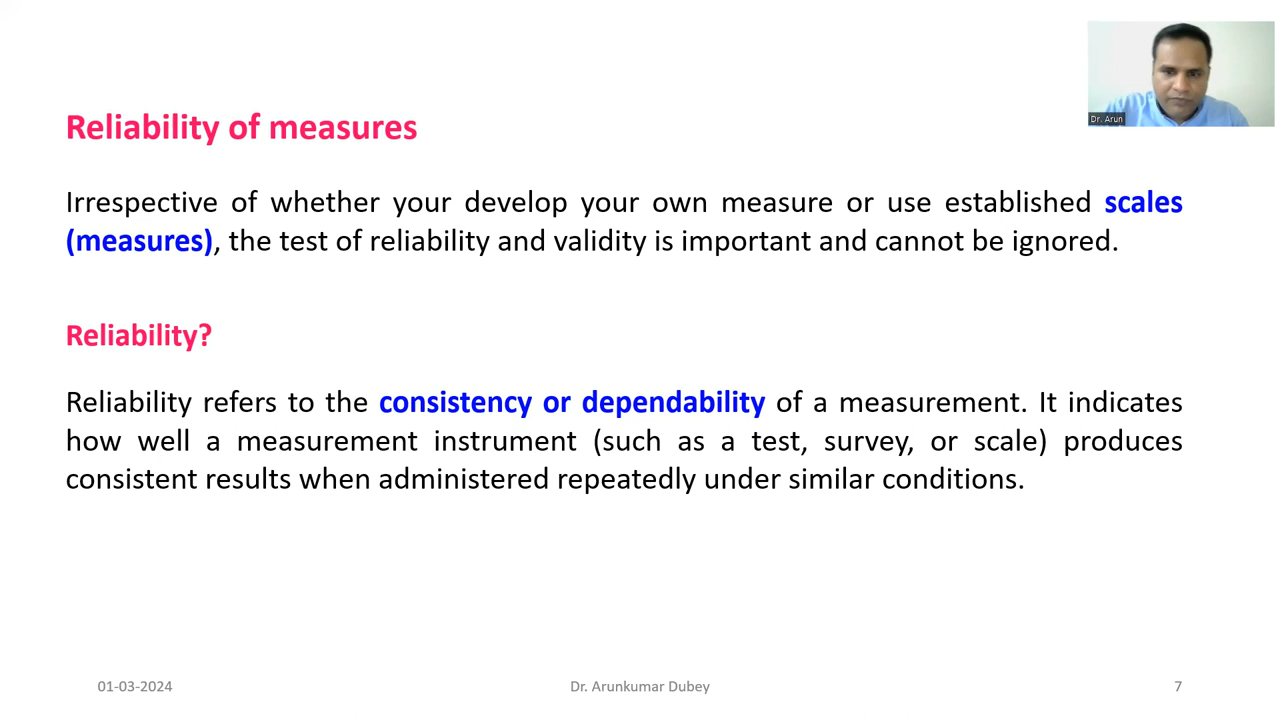 Dr. Arun
Reliability of measures
Irrespective of whether your develop your own measure or use established scales
(measures), the test of reliability and validity is important and cannot be ignored.
Reliability?
Reliability refers to the consistency or dependability of a measurement. It indicates
how well a measurement instrument (such as a test, survey, or scale) produces
consistent results when administered repeatedly under similar conditions.
01-03-2024
Dr. Arunkumar Dubey
7